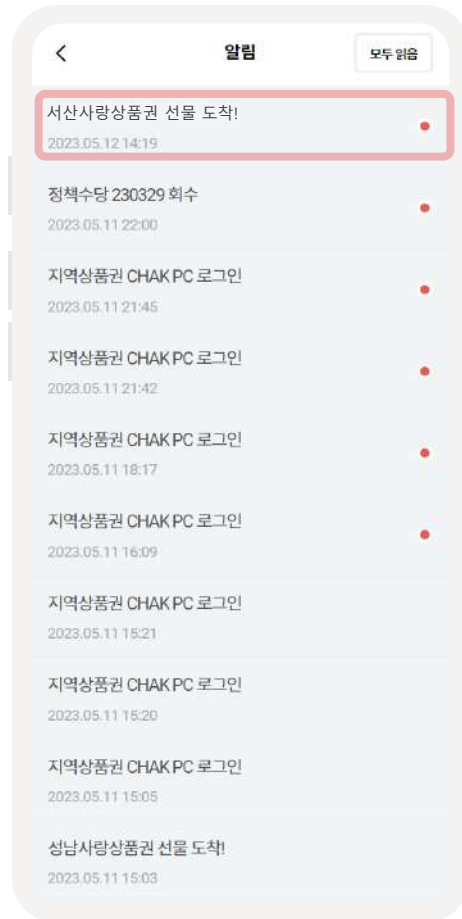 알림
모두 읽음
서산사랑상품권 선물 도착!
2023.05.12 14:19
정책수당 230329 회수
2023.05.11 22:00
지역상품권 CHAK PC 로그인
2023.05.11 21:45
지역상품권 CHAK PC 로그인
2023.05.11 21:42
지역상품권 CHAK PC 로그인
2023.05.11 18:17
지역상품권 CHAK PC 로그인
2023.05.11 16:09
지역상품권 CHAK PC 로그인
2023.05.11 15:21
지역상품권 CHAK PC 로그인
2023.05.11 15:20
지역상품권 CHAK PC 로그인
2023.05.11 15:05
성남사랑상품권 선물 도착!
2023.05.11 15:03